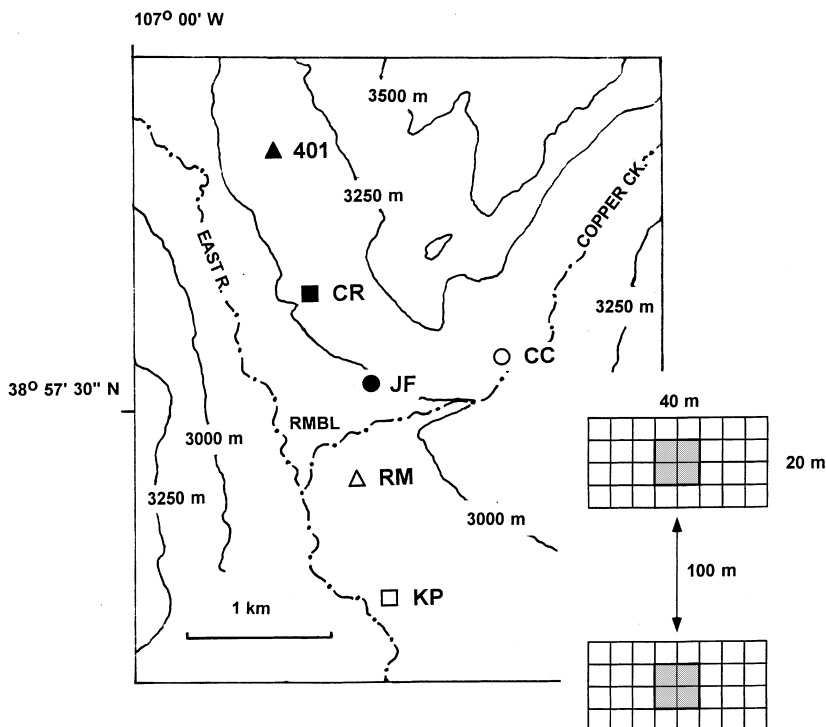 107° 00' W
3500 m
401
3250 m
COPPER CK.
EAST R.
CR
3250 m
CC
JF
38° 57' 30" N
40 m
RMBL
3000 m
20 m
RM
3250 m
3000 m
100 m
1 km
KP